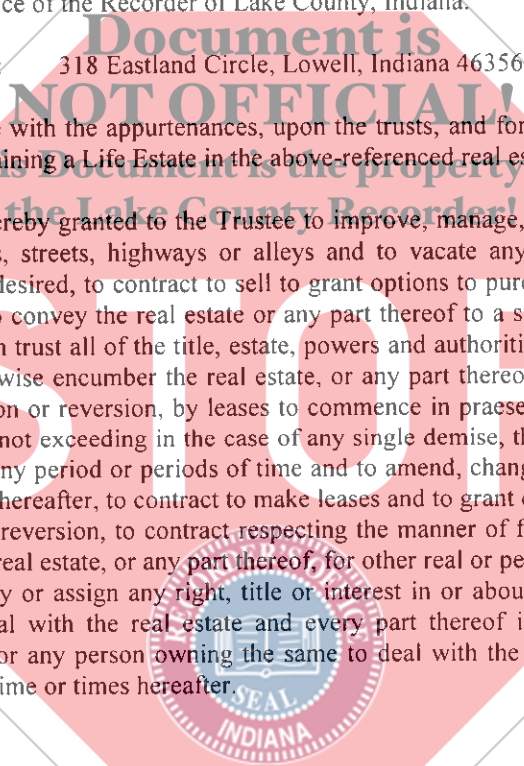 ce of the Recorder of Lake County, Indiana.
Document is
318 Eastland Circle, Lowell, Indiana 46356
NOT OFFICIAL!
with the appurtenances, upon the trusts, and for
ining a Life Estate in the above-referenced real es
s Document is the property
the Lake County Recorder!
ereby granted to the Trustee to improve, manage,
s, streets, highways or alleys and to vacate any
desired, to contract to sell to grant options to pur
o convey the real estate or any part thereof to a s
n trust all of the title, estate, powers and authoriti
wise encumber the real estate, or any part thereo
STOP
on or reversion, by leases to commence in praese
not exceeding in the case of any single demise, th
ny period or periods of time and to amend, chang
hereafter, to contract to make leases and to grant
reversion, to contract respecting the manner of f
real estate, or any part thereof, for other real or pe
y or assign any right, title or interest in or abou
al with the real estate and every part thereof i
or any person owning the same to deal with the
ime or times hereafter.
RECORDER'S OFFICE
SEAL
INDIANA